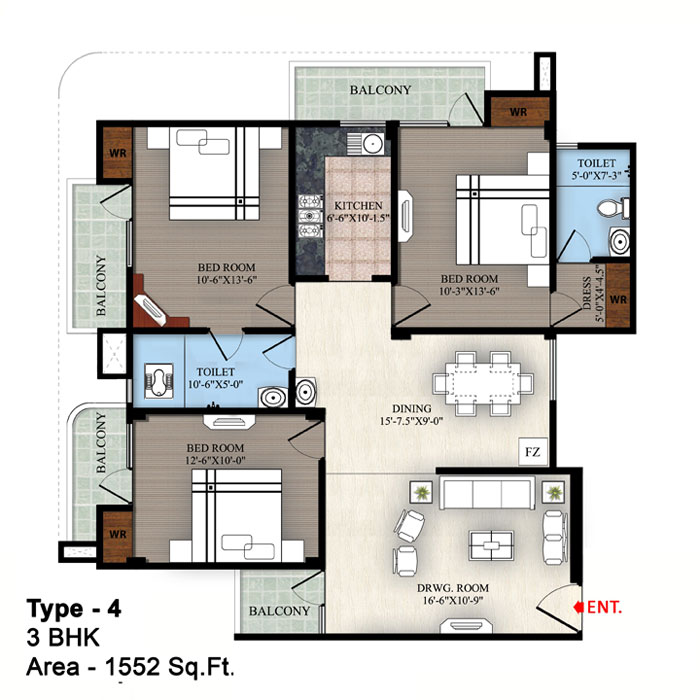 BALCONY
WR
WR
TOILET
5'-0"X7'-3"
KITCHEN
6'-6"X10'-1.5"
BED ROOM
10'-6"X13'-6"
BED ROOM
10'-3"X13'-6"
BALCONY
DRESS
5'-0"X4'-4.5"
WR
TOILET
10'-6"X5'-0"
DINING
15'-7.5"X9'-0"
BALCONY
BED ROOM
12'-6"X10'-0"
FZ
WR
DRWG. ROOM
16'-6"X10'-9"
BALCONY
ENT.
Type - 4
3 BHK
Area - 1552 Sq.Ft.